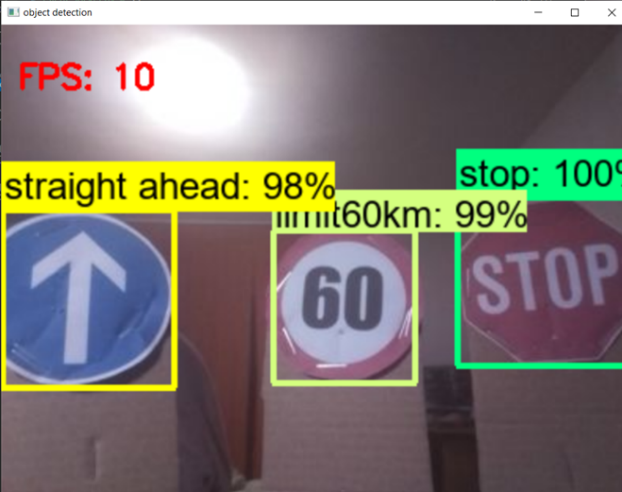 object detection
FPS: 10
straight ahead: 98%
limit60km: 99%
stop: 100%
60
STOP